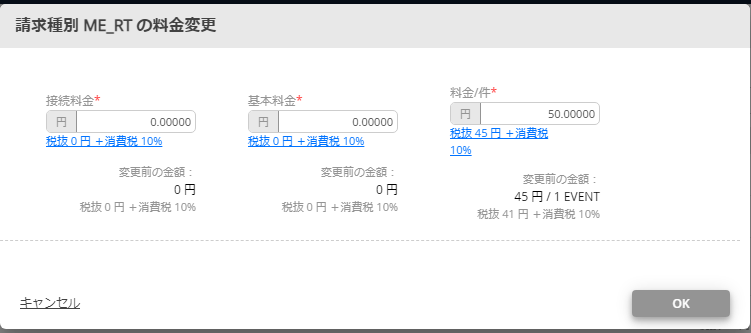 請求種別 ME_RT の料金変更
接続料金*
円 0.00000
税抜 0 円 +消費税 10%
変更前の金額：
0 円
税抜 0 円 +消費税 10%
基本料金*
円 0.00000
税抜 0 円 +消費税 10%
変更前の金額：
0 円
税抜 0 円 +消費税 10%
料金/件*
円 50.00000
税抜 45 円 +消費税
10%
変更前の金額：
45 円 / 1 EVENT
税抜 41 円 +消費税 10%
キャンセル
OK